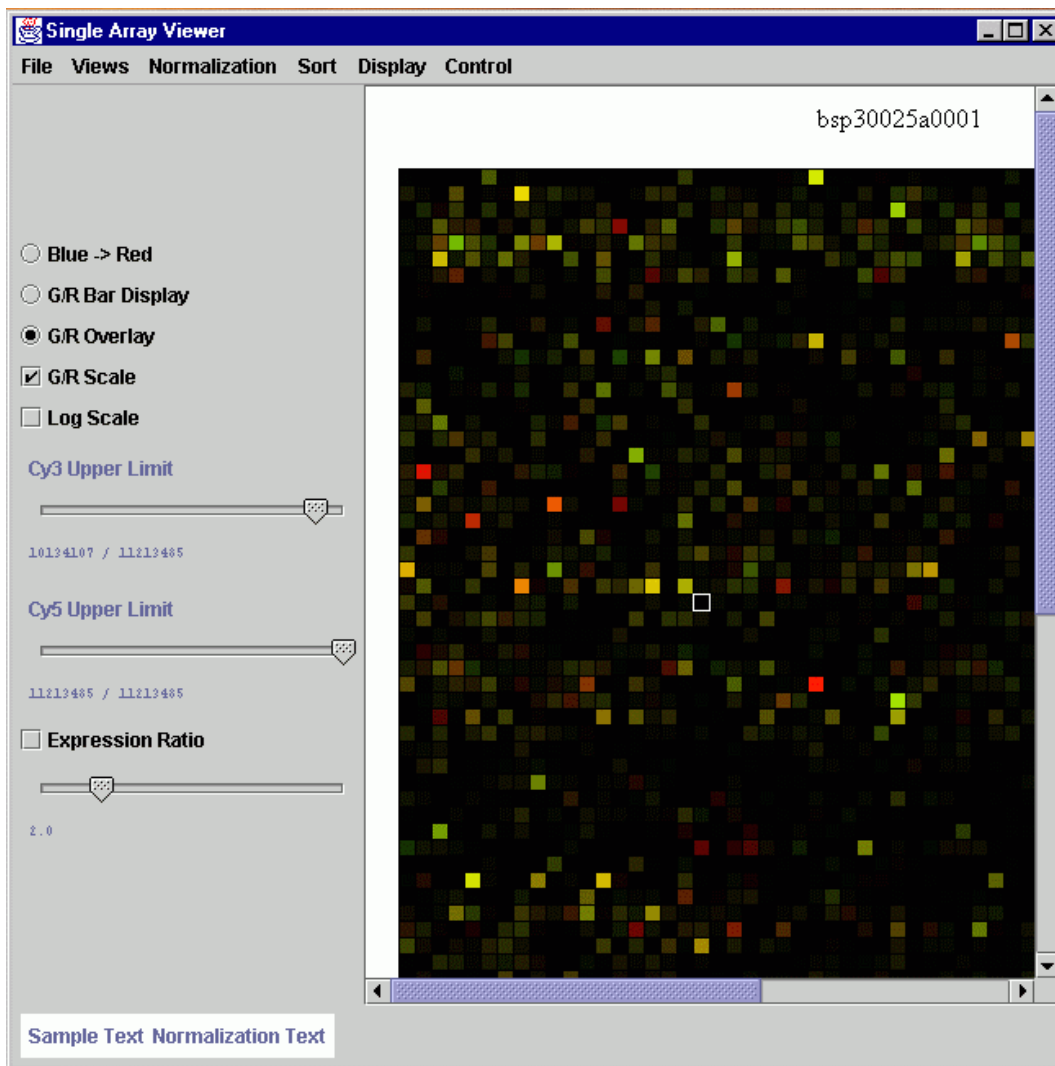 Single Array Viewer
File Views Normalization Sort Display Control
bsp30025a0001
Blue -> Red
G/R Bar Display
G/R Overlay
G/R Scale
Log Scale
Cy3 Upper Limit
10134107 / 11213485
Cy5 Upper Limit
11213485 / 11213485
Expression Ratio
2.0
Sample Text Normalization Text